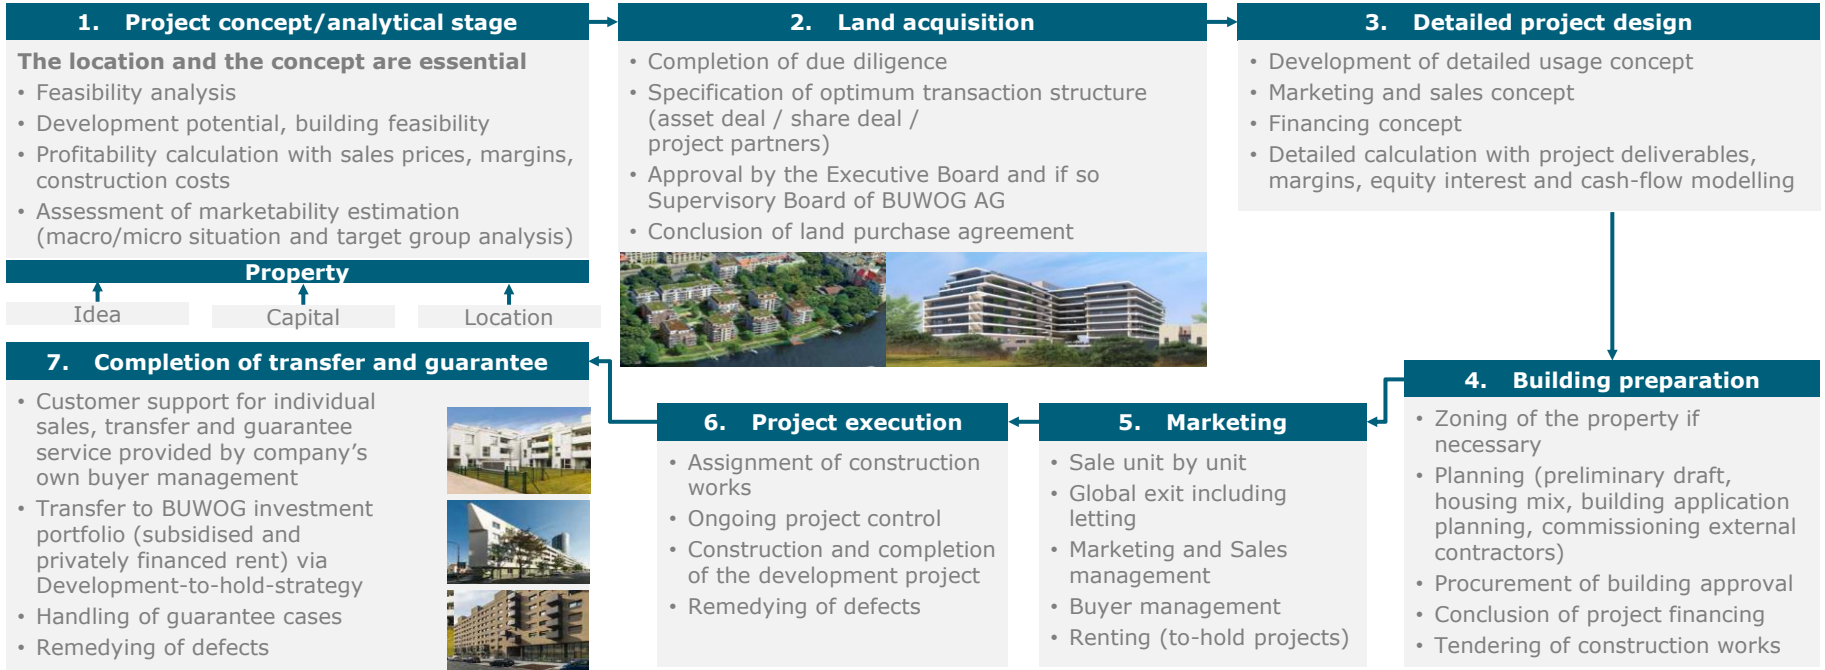 1. Project concept/analytical stage
The location and the concept are essential
• Feasibility analysis
• Development potential, building feasibility
• Profitability calculation with sales prices, margins,
construction costs
• Assessment of marketability estimation
(macro/micro situation and target group analysis)
Property
Idea
Capital
Location
2. Land acquisition
• Completion of due diligence
• Specification of optimum transaction structure
(asset deal / share deal /
project partners)
• Approval by the Executive Board and if so
Supervisory Board of BUWOG AG
• Conclusion of land purchase agreement
3. Detailed project design
• Development of detailed usage concept
• Marketing and sales concept
• Financing concept
• Detailed calculation with project deliverables,
margins, equity interest and cash-flow modelling
4. Building preparation
• Zoning of the property if
necessary
• Planning (preliminary draft,
housing mix, building application
planning, commissioning external
contractors)
• Procurement of building approval
• Conclusion of project financing
• Tendering of construction works
5. Marketing
• Sale unit by unit
• Global exit including
letting
• Marketing and Sales
management
• Buyer management
• Renting (to-hold projects)
6. Project execution
• Assignment of construction
works
• Ongoing project control
• Construction and completion
of the development project
• Remedying of defects
7. Completion of transfer and guarantee
• Customer support for individual
sales, transfer and guarantee
service provided by company’s
own buyer management
• Transfer to BUWOG investment
portfolio (subsidised and
privately financed rent) via
Development-to-hold-strategy
• Handling of guarantee cases
• Remedying of defects